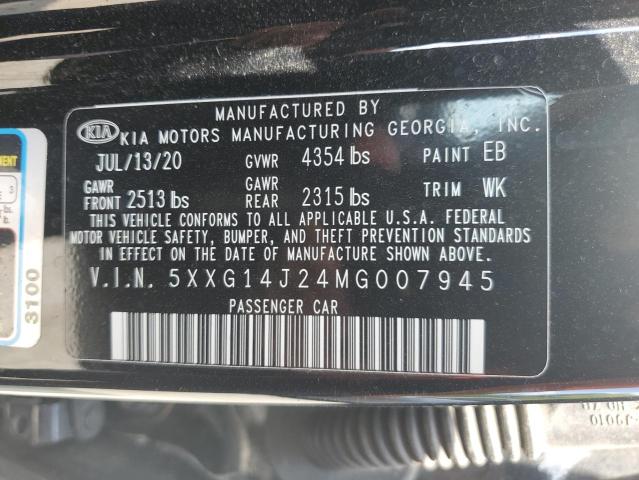 MANUFACTURED BY
KIA KIA MOTORS MANUFACTURING GEORGIA, INC.
JUL/13/20 GVWR 4354 lbs PAINT EB
GAWR FRONT 2513 lbs GAWR REAR 2315 lbs TRIM WK
THIS VEHICLE CONFORMS TO ALL APPLICABLE U.S.A. FEDERAL
MOTOR VEHICLE SAFETY, BUMPER, AND THEFT PREVENTION STANDARDS
IN EFFECT ON THE DATE OF MANUFACTURE SHOWN ABOVE.
V.I.N. 5XXG14J24MG007945
PASSENGER CAR
3100